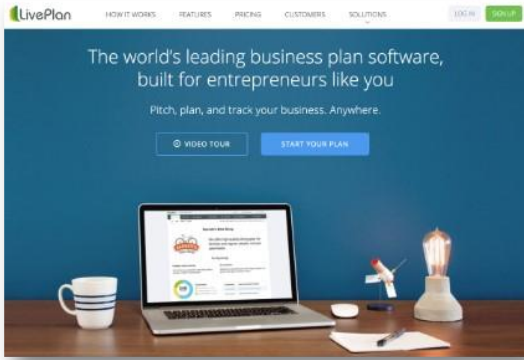 LivePlan
HOW IT WORKS FEATURES PRICING CUSTOMERS SOLUTIONS LOG IN SIGN UP
The world's leading business plan software,
built for entrepreneurs like you
Pitch, plan, and track your business. Anywhere.
VIDEO TOUR START YOUR PLAN